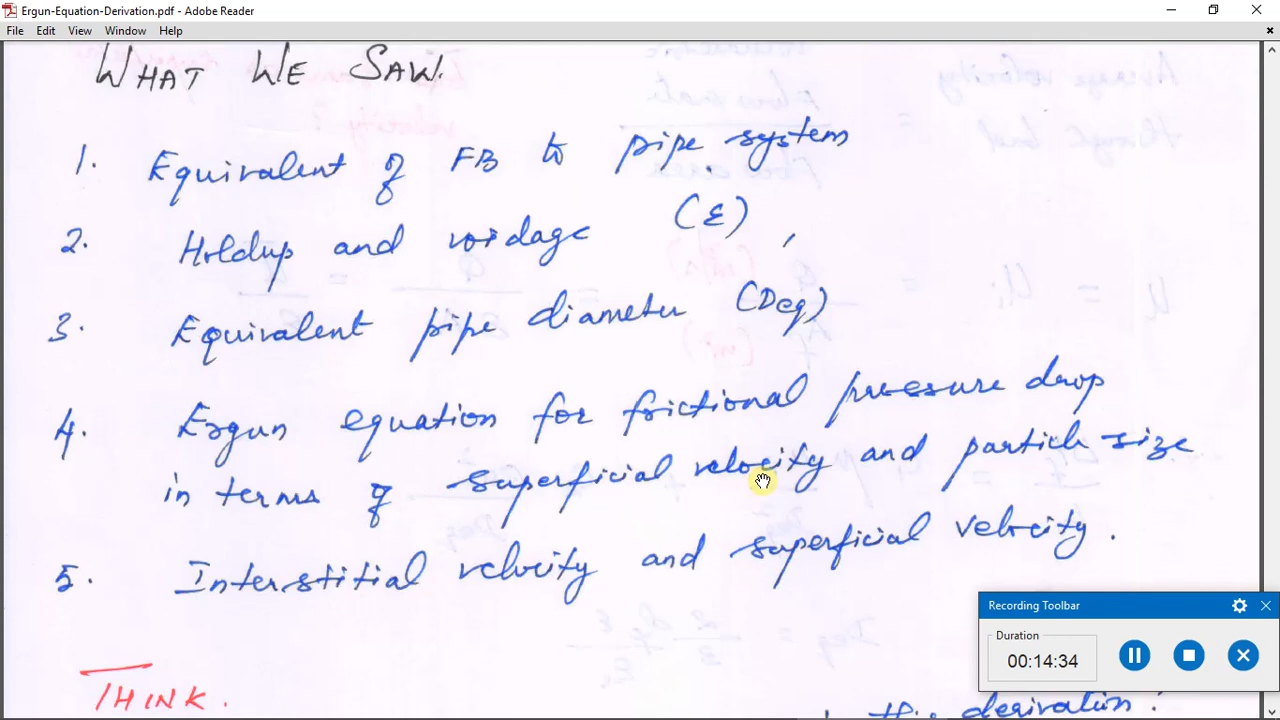 Ergun-Equation-Derivation.pdf - Adobe Reader
File Edit View Window Help
WHAT WE SAW.
1. Equivalent of FB to pipe system
2. Holdup and voidage (ε),
3. Equivalent pipe diameter (Deq)
4. Ergun equation for frictional pressure drop
in terms of superficial velocity and particle size
5. Interstitial velocity and superficial velocity.
Recording Toolbar
Duration
00:14:34
THINK.
this derivation?